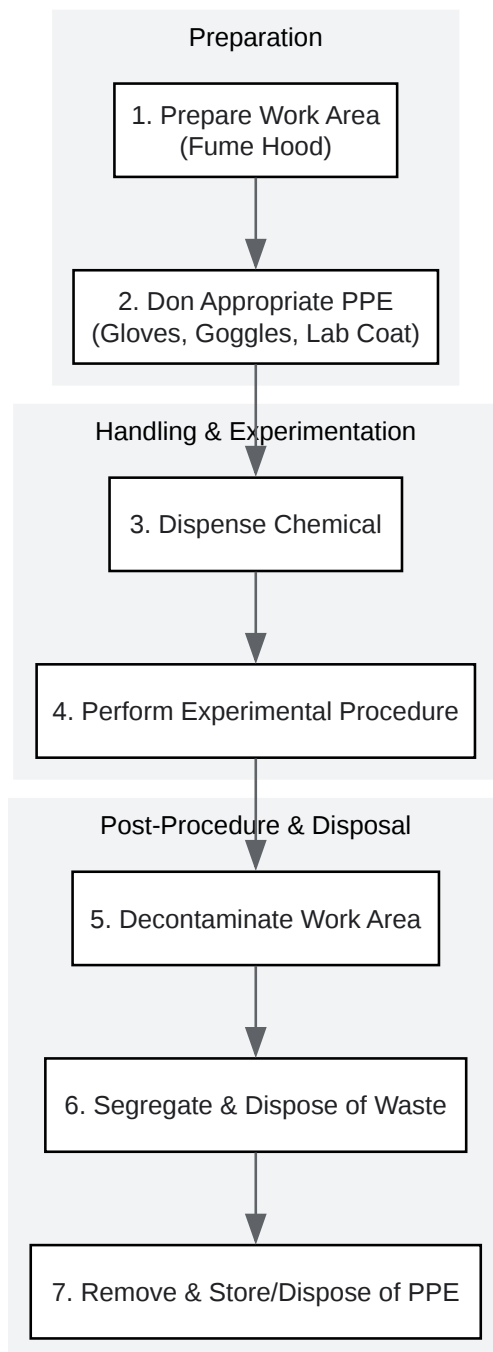 Preparation
1. Prepare Work Area
(Fume Hood)
2. Don Appropriate PPE
(Gloves, Goggles, Lab Coat)
Handling & Experimentation
3. Dispense Chemical
4. Perform Experimental Procedure
Post-Procedure & Disposal
5. Decontaminate Work Area
6. Segregate & Dispose of Waste
7. Remove & Store/Dispose of PPE